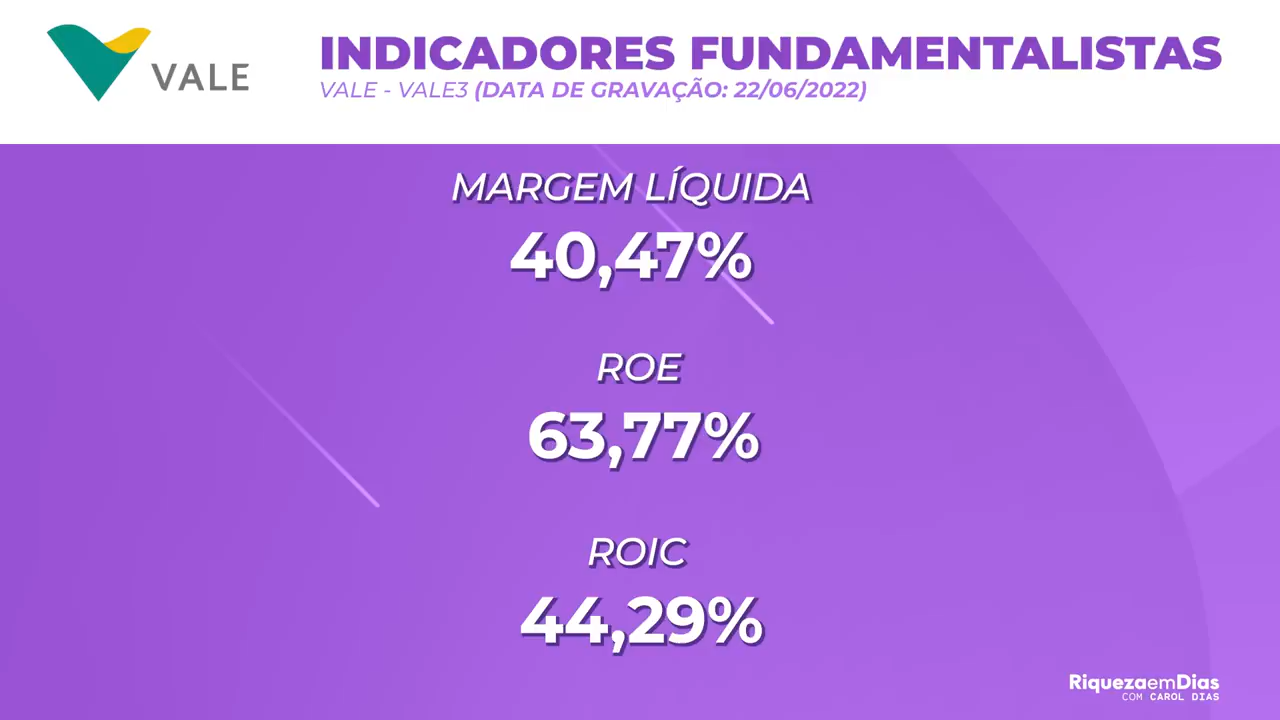 VALE
INDICADORES FUNDAMENTALISTAS
VALE - VALE3 (DATA DE GRAVAÇÃO: 22/06/2022)
MARGEM LÍQUIDA
40,47%
ROE
63,77%
ROIC
44,29%
RiquezaemDias
COM CAROL DIAS